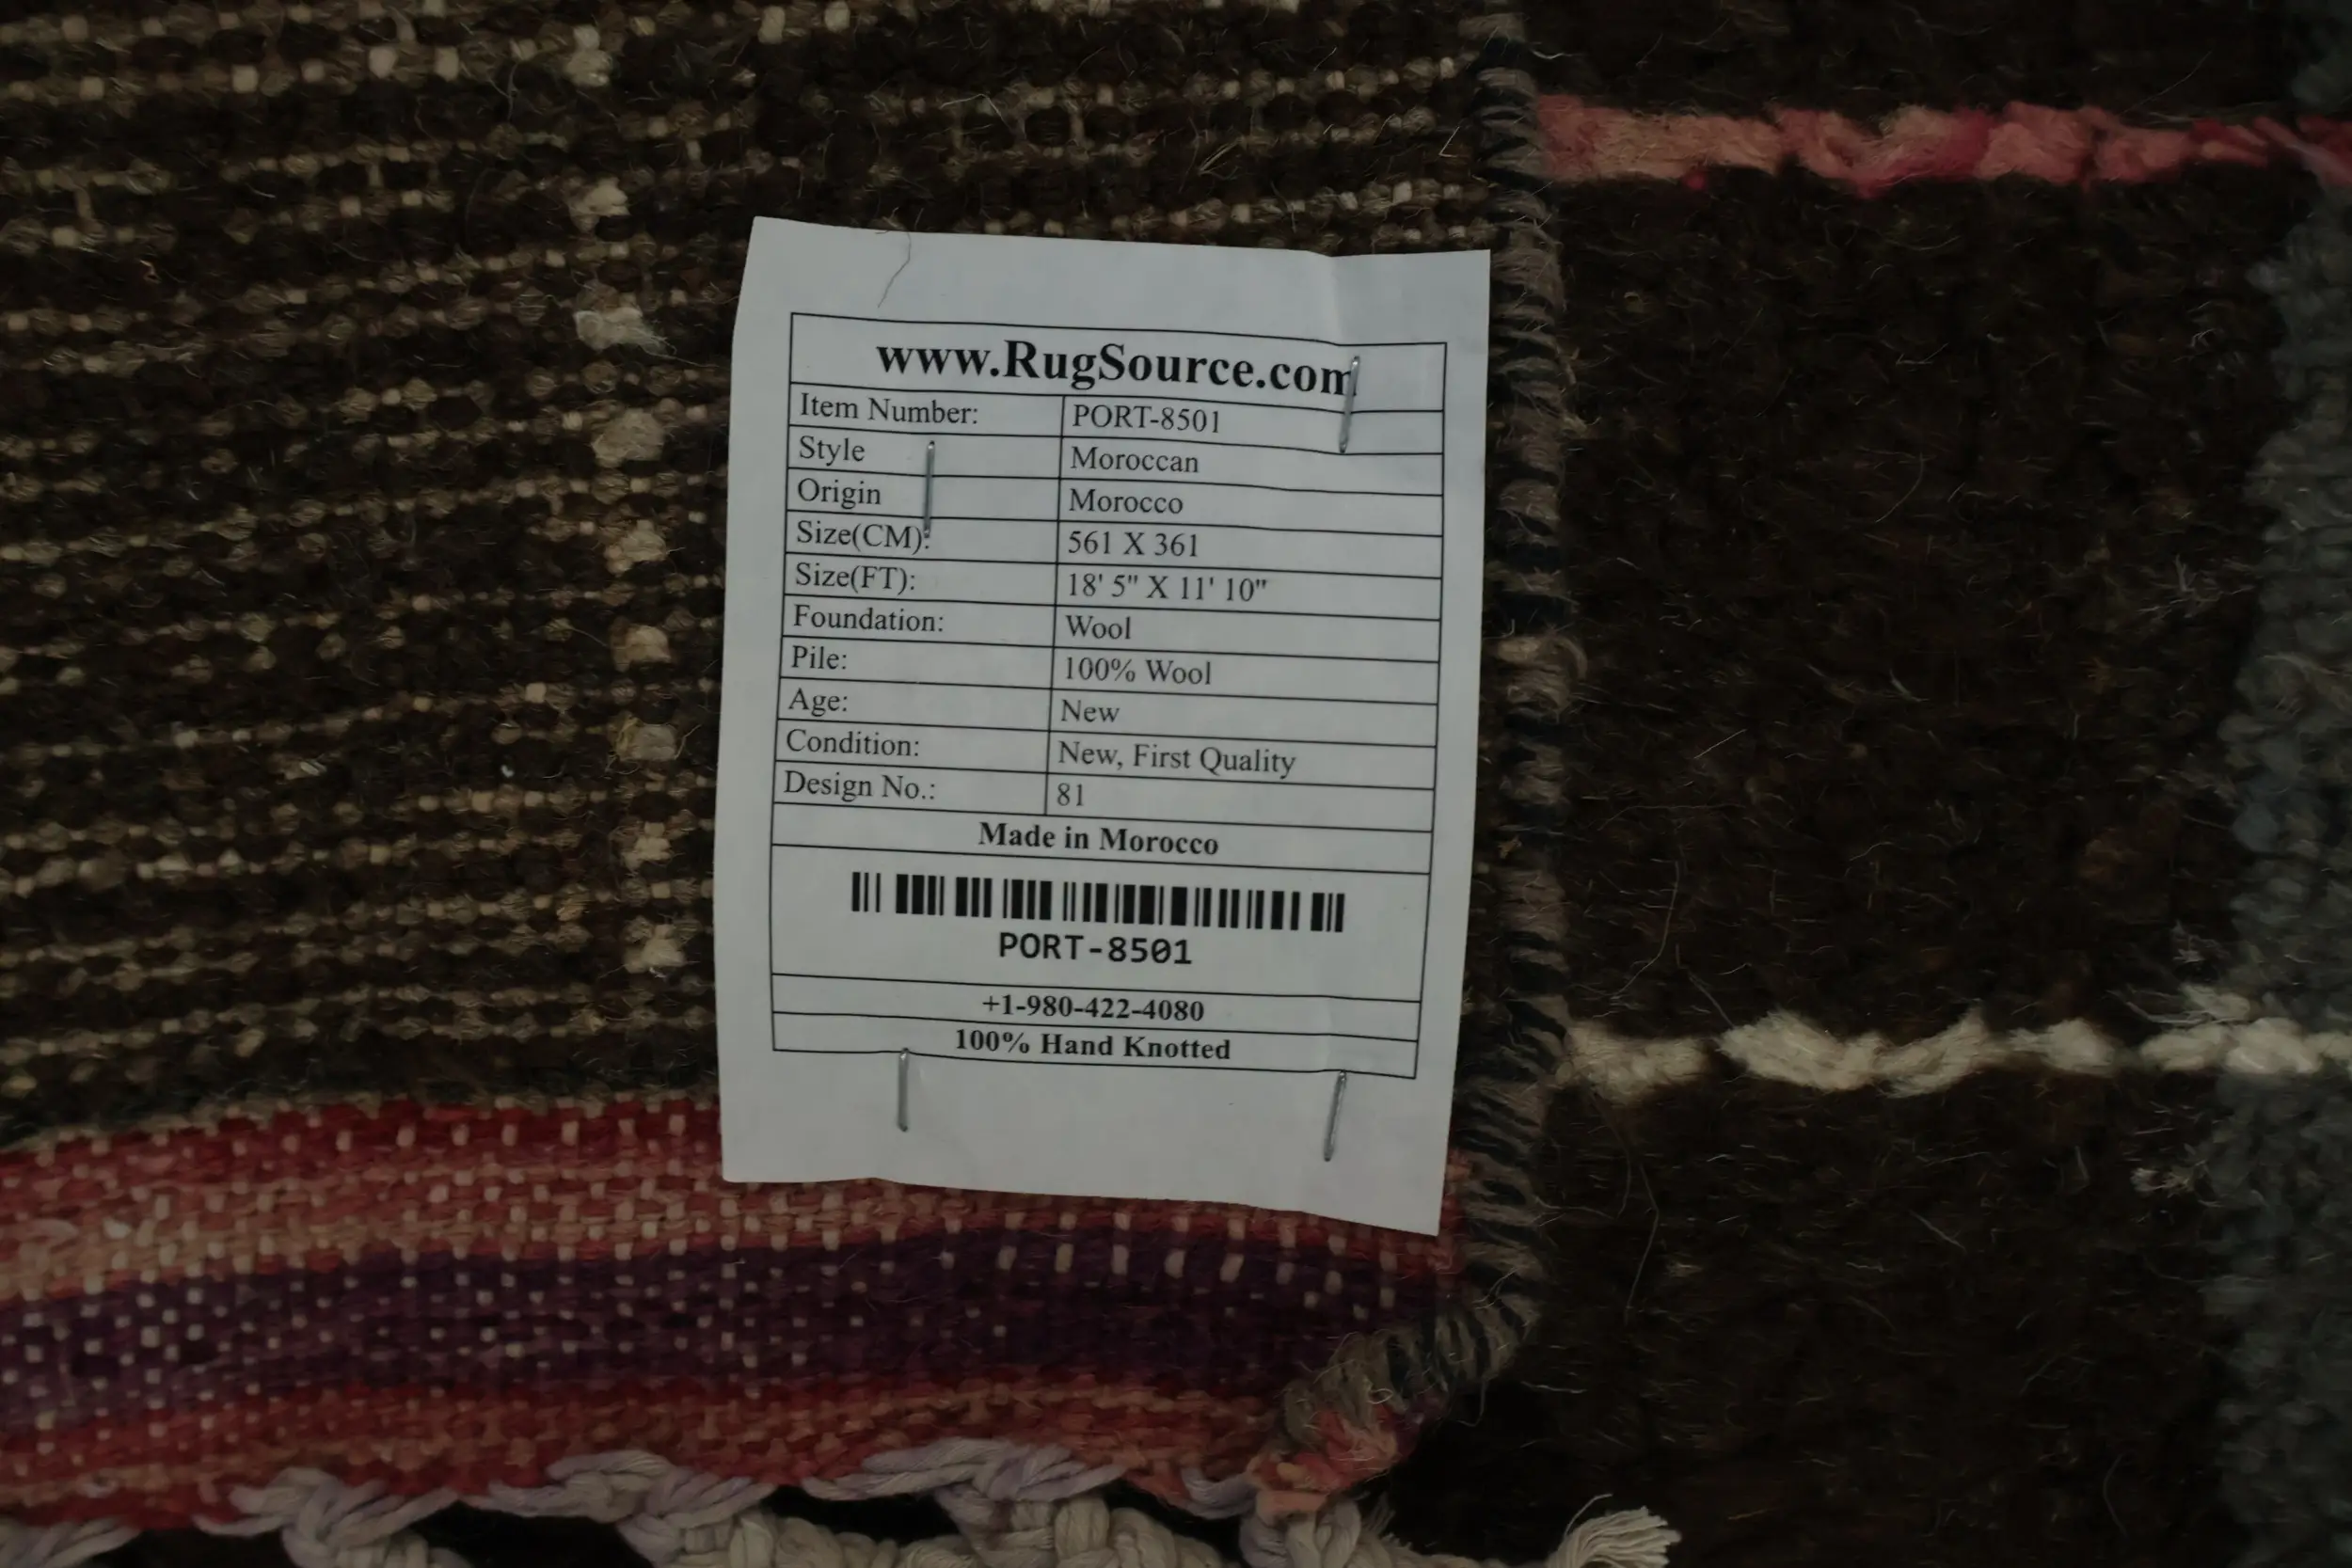 www.RugSource.com
Item Number: PORT-8501
Style Moroccan
Origin Morocco
Size(CM): 561 X 361
Size(FT): 18' 5" X 11' 10"
Foundation: Wool
Pile: 100% Wool
Age: New
Condition: New, First Quality
Design No.: 81
Made in Morocco
PORT-8501
+1-980-422-4080
100% Hand Knotted